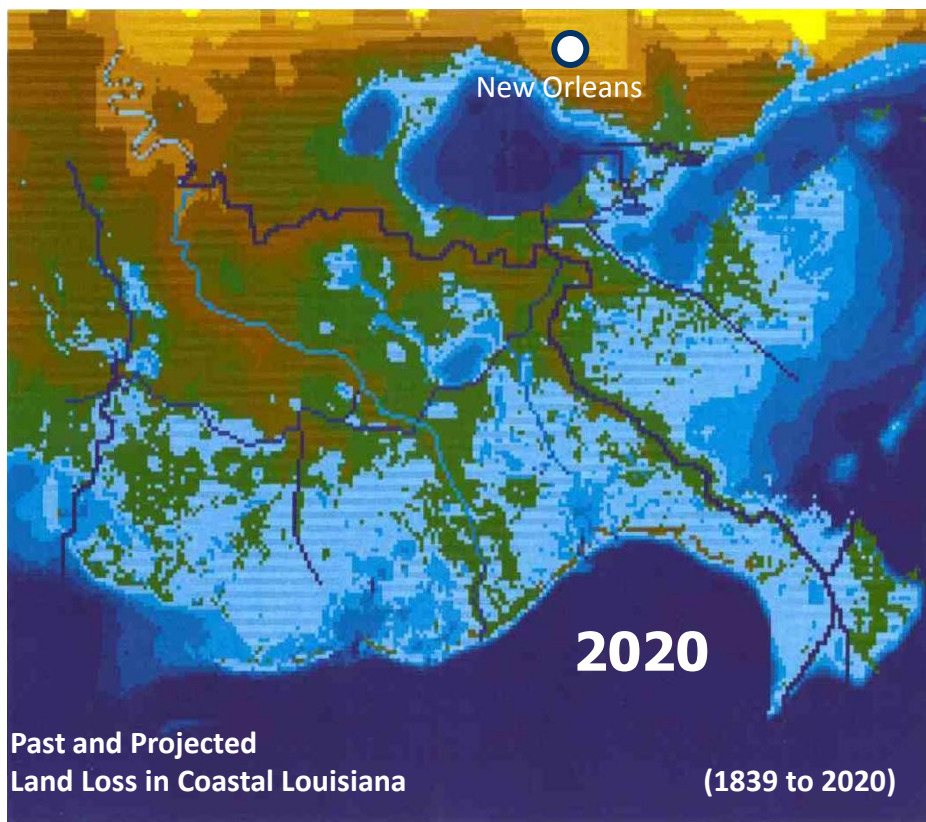 New Orleans
2020
Past and Projected
Land Loss in Coastal Louisiana
(1839 to 2020)